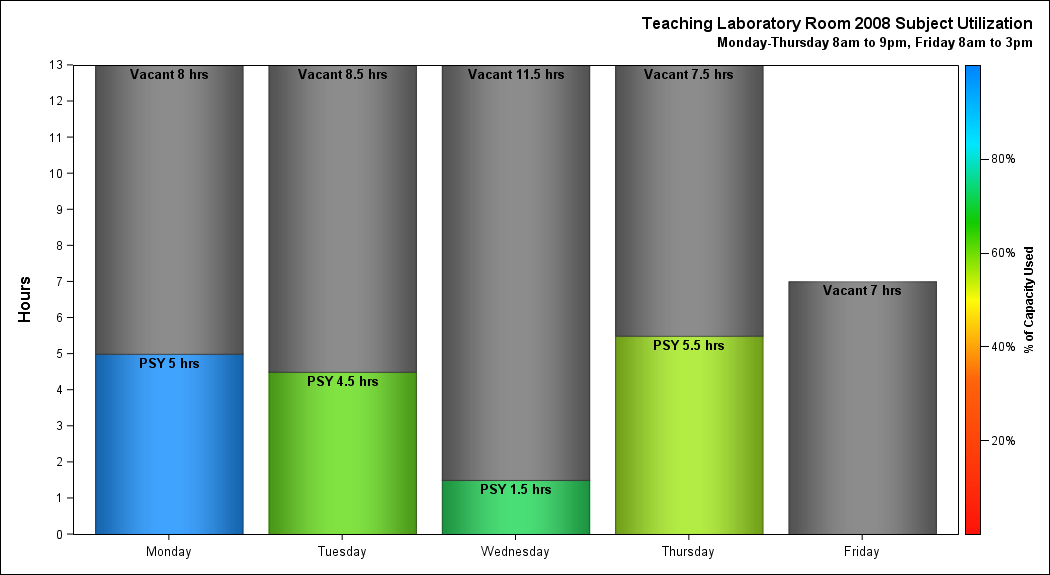 Teaching Laboratory Room 2008 Subject Utilization
Monday-Thursday 8am to 9pm, Friday 8am to 3pm
Hours
13
12
11
10
9
8
7
6
5
4
3
2
1
0
Vacant 8 hrs
PSY 5 hrs
Vacant 8.5 hrs
PSY 4.5 hrs
Vacant 11.5 hrs
PSY 1.5 hrs
Vacant 7.5 hrs
PSY 5.5 hrs
Vacant 7 hrs
Monday
Tuesday
Wednesday
Thursday
Friday
80%
60%
40%
20%
% of Capacity Used